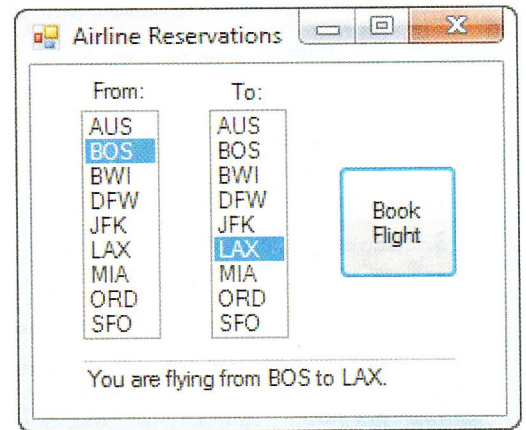 Airline Reservations
From:
AUS
BOS
BWI
DFW
JFK
LAX
MIA
ORD
SFO
To:
AUS
BOS
BWI
DFW
JFK
LAX
MIA
ORD
SFO
Book
Flight
You are flying from BOS to LAX.